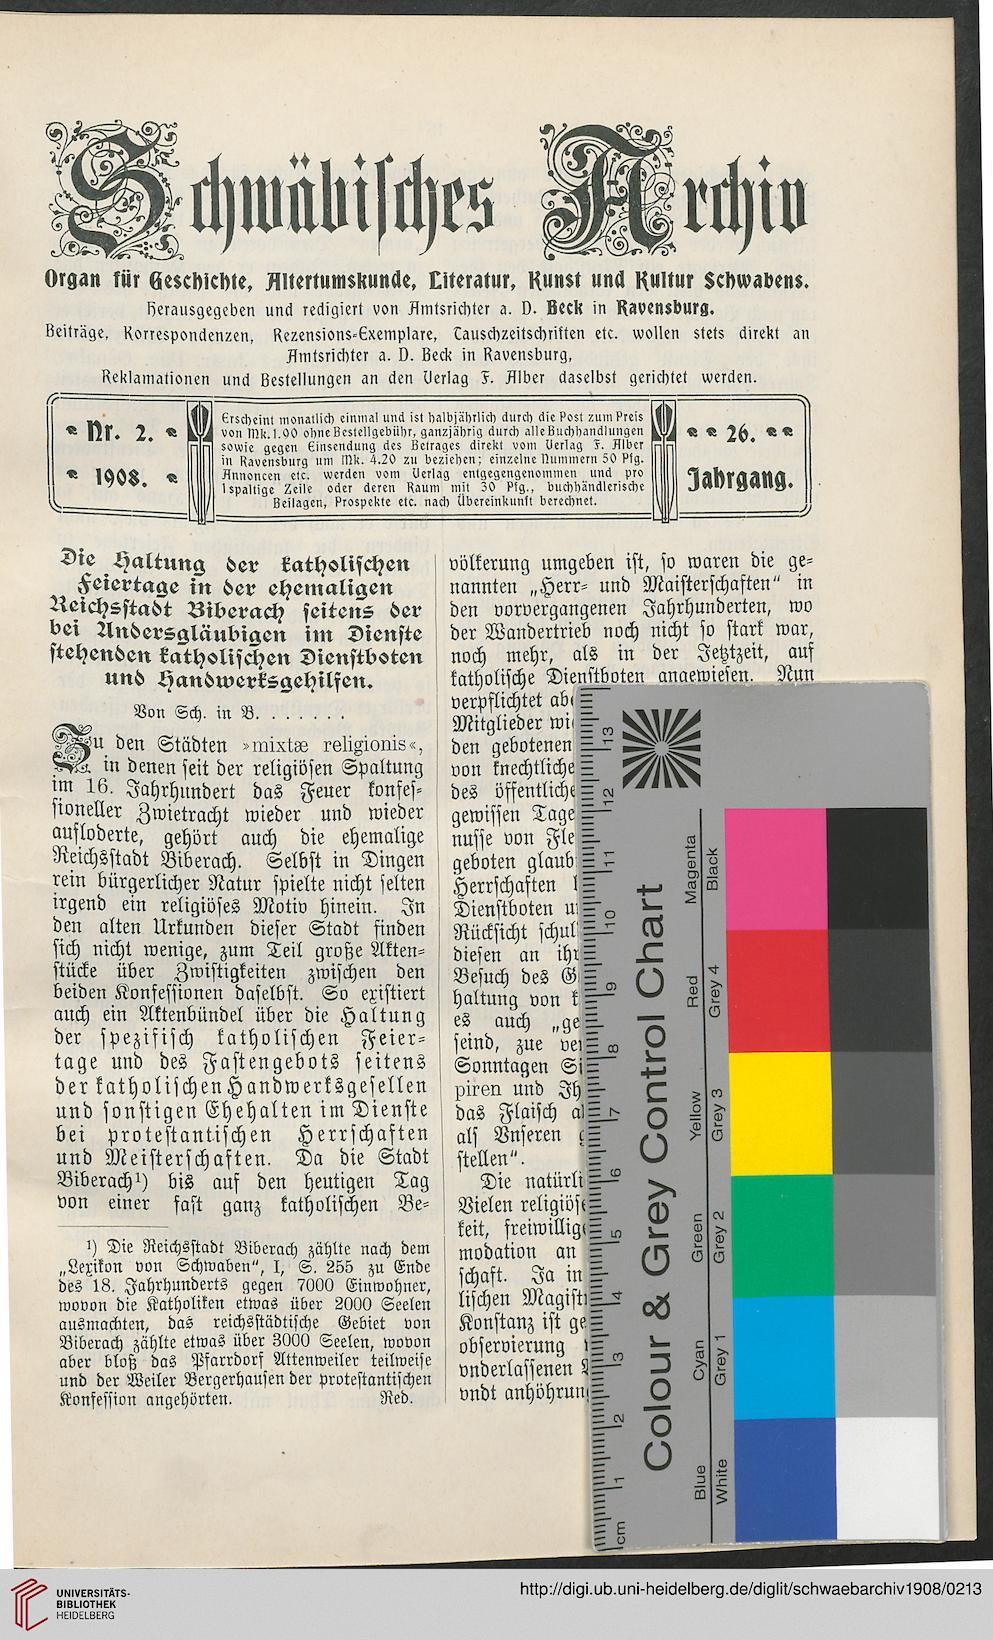 Schwäbisches Archiv
Organ für Geschichte, Altertumskunde, Literatur, Kunst und Kultur Schwabens.
Herausgegeben und redigiert von Amtsrichter a. D. Beck in Ravensburg.
Beiträge, Korrespondenzen, Rezensions-Exemplare, Tauschzeitschriften etc. wollen stets direkt an
Amtsrichter a. D. Beck in Ravensburg,
Reklamationen und Bestellungen an den Verlag F. Alber daselbst gerichtet werden.
Nr. 2.
1908.
Erscheint monatlich einmal und ist halbjährlich durch die Post zum Preis
von Mk. 1.90 ohne Bestellgebühr, ganzjährig durch alle Buchhandlungen
sowie gegen Einsendung des Betrages direkt vom Verlag F. Alber
in Ravensburg um Mk. 4.20 zu beziehen; einzelne Nummern 50 Pfg.
Annoncen etc. werden vom Verlag entgegengenommen und pro
1spaltige Zeile oder deren Raum mit 30 Pfg., buchhändlerische
Beilagen, Prospekte etc. nach Übereinkunft berechnet.
26.
Jahrgang.
Die Haltung der katholischen
Feiertage in der ehemaligen
Reichsstadt Biberach seitens der
bei Andersgläubigen im Dienste
stehenden katholischen Dienstboten
und Handwerksgehilfen.
Von Sch. in B. . . . . . . .
Zu den Städten »mixtæ religionis«,
in denen seit der religiösen Spaltung
im 16. Jahrhundert das Feuer konfes-
sioneller Zwietracht wieder und wieder
aufloderte, gehört auch die ehemalige
Reichsstadt Biberach. Selbst in Dingen
rein bürgerlicher Natur spielte nicht selten
irgend ein religiöses Motiv hinein. In
den alten Urkunden dieser Stadt finden
sich nicht wenige, zum Teil große Akten-
stücke über Zwistigkeiten zwischen den
beiden Konfessionen daselbst. So existiert
auch ein Aktenbündel über die Haltung
der spezifisch katholischen Feier-
tage und des Fastengebots seitens
der katholischen Handwerksgesellen
und sonstigen Ehehalten im Dienste
bei protestantischen Herrschaften
und Meisterschaften. Da die Stadt
Biberach¹) bis auf den heutigen Tag
von einer fast ganz katholischen Be-
¹) Die Reichsstadt Biberach zählte nach dem
„Lexikon von Schwaben“, I, S. 255 zu Ende
des 18. Jahrhunderts gegen 7000 Einwohner,
wovon die Katholiken etwas über 2000 Seelen
ausmachten, das reichsstädtische Gebiet von
Biberach zählte etwas über 3000 Seelen, wovon
aber bloß das Pfarrdorf Attenweiler teilweise
und der Weiler Bergerhausen der protestantischen
Konfession angehörten. Red.
völkerung umgeben ist, so waren die ge-
nannten „Herr- und Maisterschaften“ in
den vorvergangenen Jahrhunderten, wo
der Wandertrieb noch nicht so stark war,
noch mehr, als in der Jetztzeit, auf
katholische Dienstboten angewiesen. Nun
verpflichtet
Mitglieder
den gebotenen
von
des
gewissen Tage
nusse von
geboten
Herrschaften
Dienstboten
Rücksicht
diesen an
Besuch des
haltung von
es auch
seind, zue
Sonntagen
piren und
das Flaisch
als Vnseren
stellen“.
Die
Vielen
keit,
modation an
schaft. Ja in
lischen
Konstanz ist
observierung
vnderlassenen
vndt
Colour & Grey Control Chart
Magenta
Black
Red
Grey 4
Yellow
Grey 3
Green
Grey 2
Cyan
Grey 1
Blue
White
cm 1 2 3 4 5 6 7 8 9 10 11 12 13
UNIVERSITÄTS-
BIBLIOTHEK
HEIDELBERG
http://digi.ub.uni-heidelberg.de/diglit/schwaebarchiv1908/0213